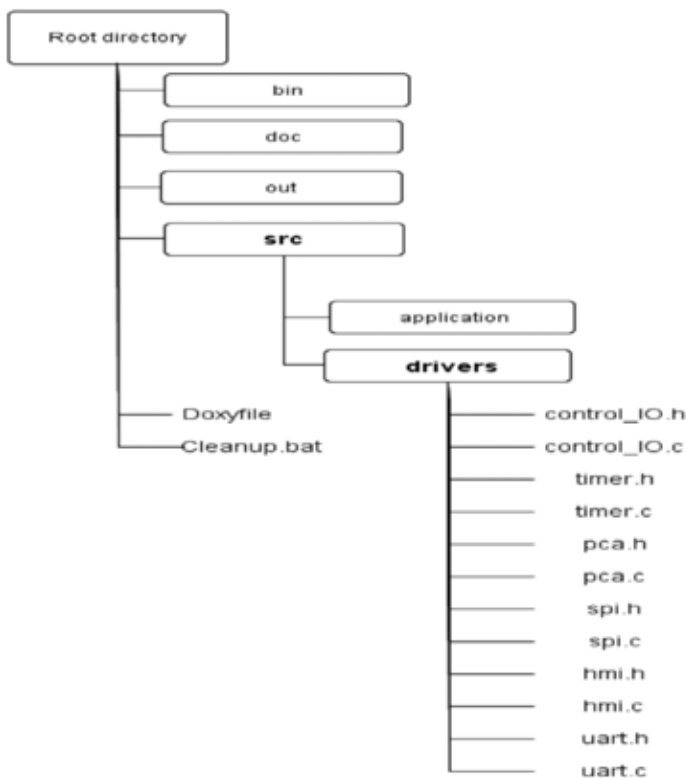 Root directory
bin
doc
out
src
application
drivers
Doxyfile
control_IO.h
Cleanup.bat
control_IO.c
timer.h
timer.c
pca.h
pca.c
spi.h
spi.c
hmi.h
hmi.c
uart.h
uart.c